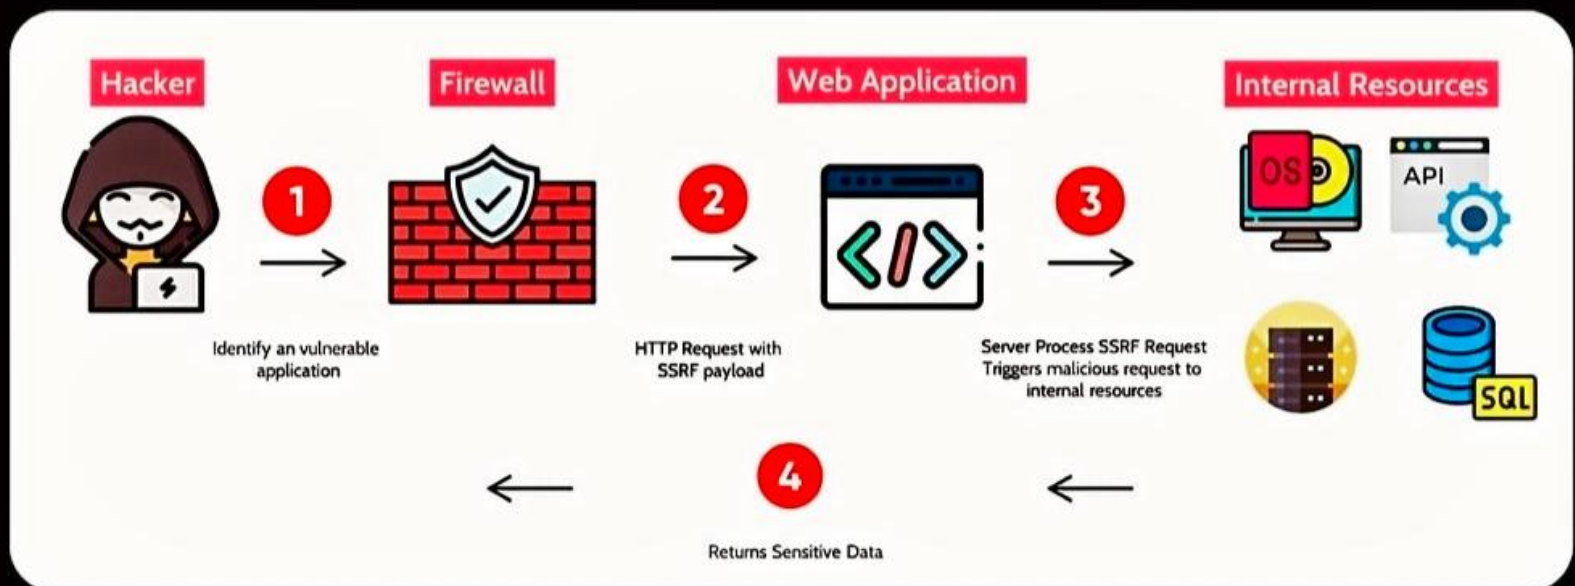 Hacker
Firewall
Web Application
Internal Resources
1
2
3
OS
API
Identify an vulnerable
application
HTTP Request with
SSRF payload
Server Process SSRF Request
Triggers malicious request to
internal resources
SQL
4
Returns Sensitive Data